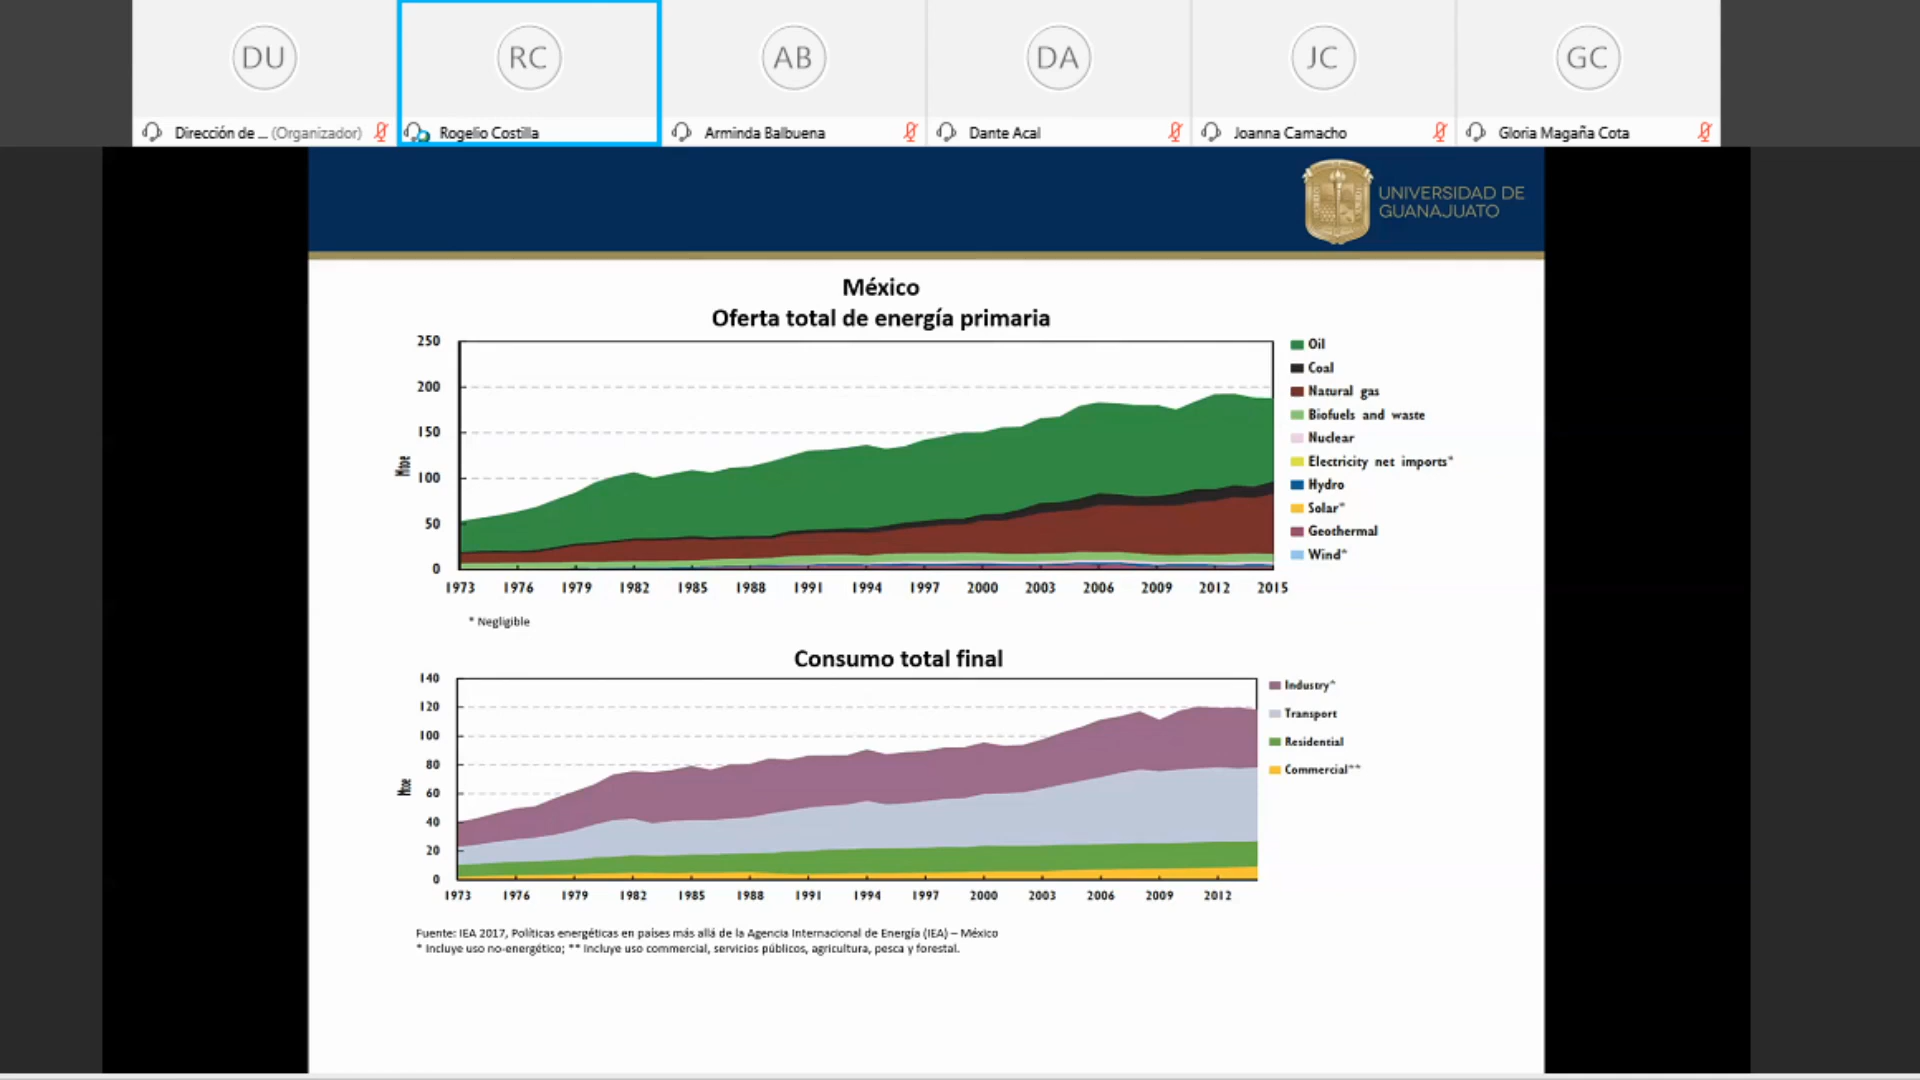 DU
RC
AB
DA
JC
GC
Dirección de ... (Organizador)
Rogelio Costilla
Arminda Balbuena
Dante Acal
Joanna Camacho
Gloria Magaña Cota
UNIVERSIDAD DE
GUANAJUATO
México
Oferta total de energía primaria
250
200
150
100
50
0
Mtoe
1973 1976 1979 1982 1985 1988 1991 1994 1997 2000 2003 2006 2009 2012 2015
Oil
Coal
Natural gas
Biofuels and waste
Nuclear
Electricity net imports*
Hydro
Solar*
Geothermal
Wind*
* Negligible
Consumo total final
140
120
100
80
60
40
20
0
Mtoe
1973 1976 1979 1982 1985 1988 1991 1994 1997 2000 2003 2006 2009 2012
Industry*
Transport
Residential
Commercial**
Fuente: IEA 2017, Políticas energéticas en países más allá de la Agencia Internacional de Energía (IEA) – México
* Incluye uso no-energético; ** Incluye uso commercial, servicios públicos, agricultura, pesca y forestal.